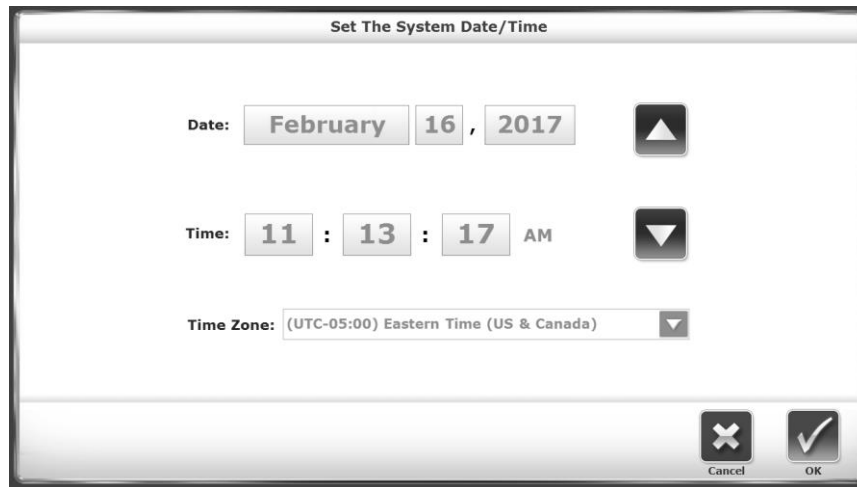 Set The System Date/Time
Date: February 16 , 2017
Time: 11 : 13 : 17 AM
Time Zone: (UTC-05:00) Eastern Time (US & Canada)
Cancel OK